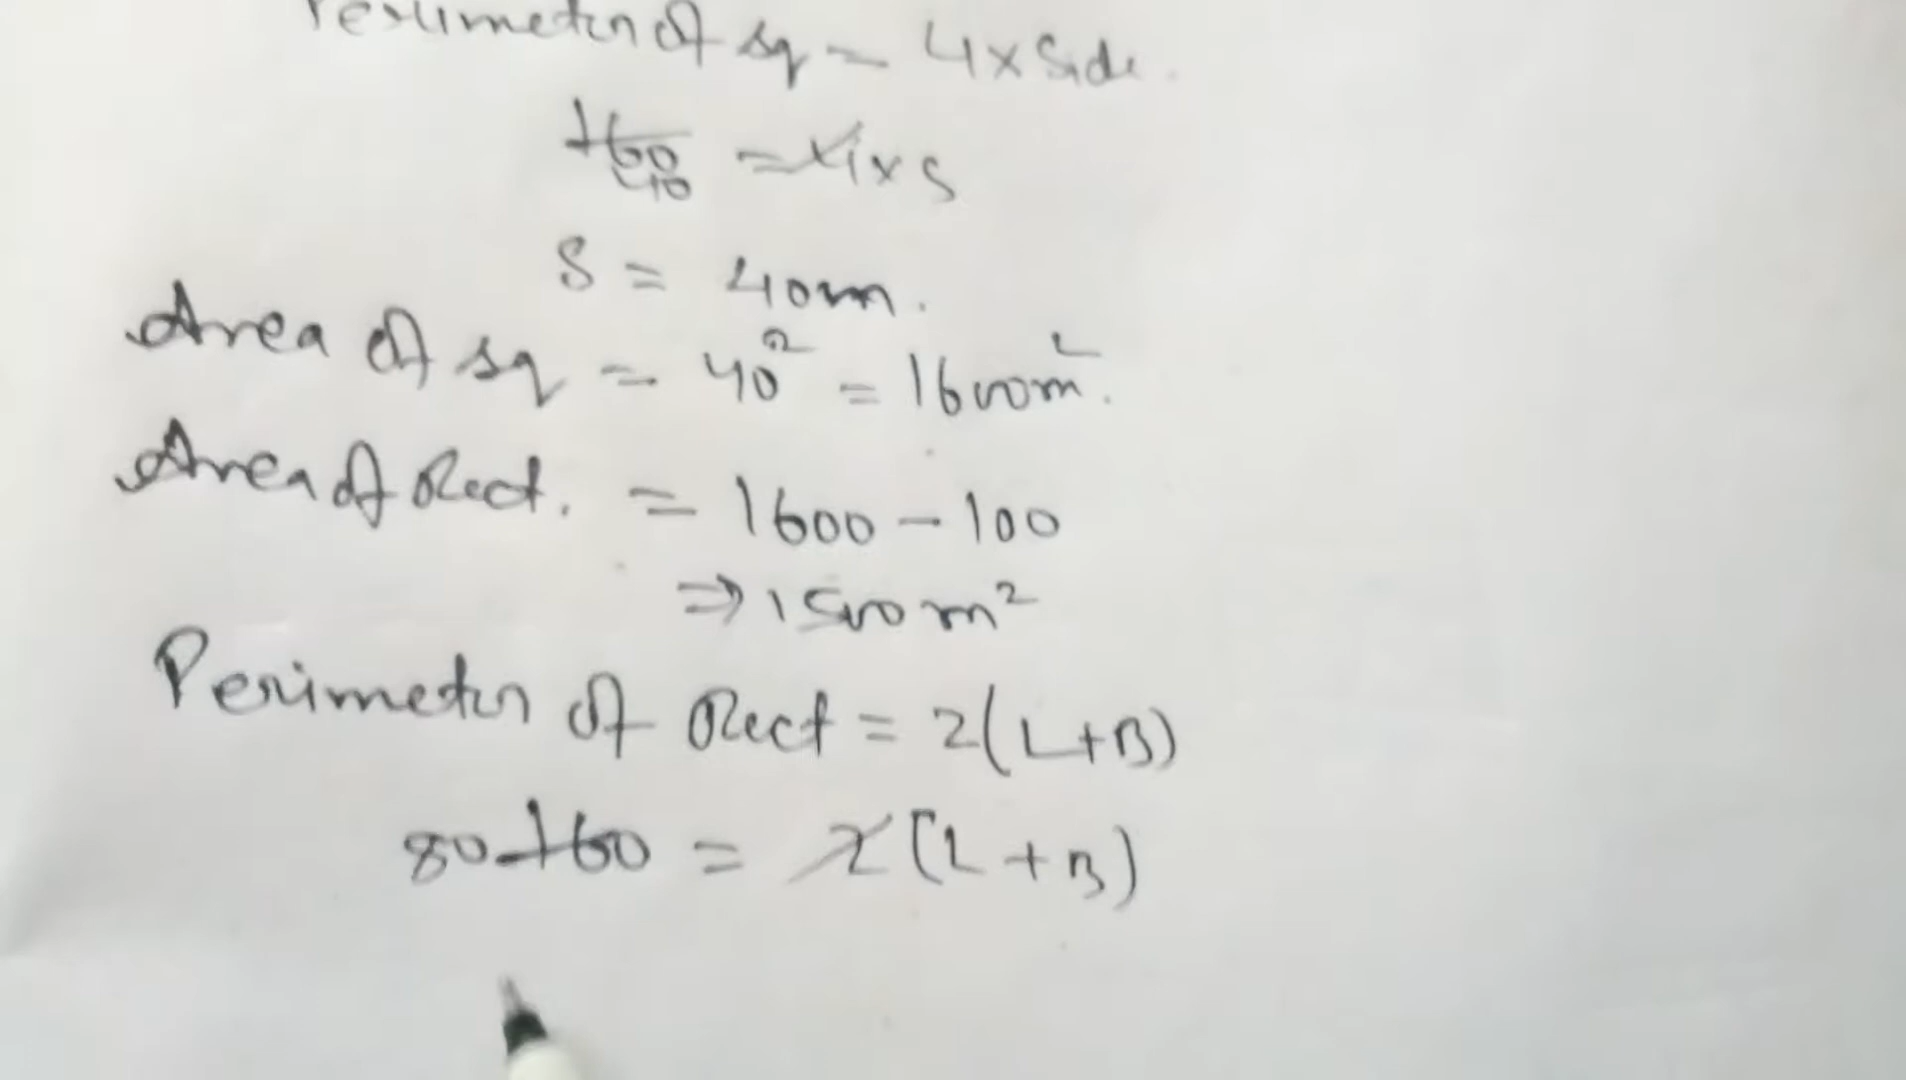 Perimeter of sq = 4 x Side.
160 = 4 x s
40
S = 40m.
Area of sq = 40² = 1600m².
Area of Rect. = 1600 - 100
⇒ 1500 m²
Perimeter of Rect = 2(L+B)
80 160 = 2(L+B)